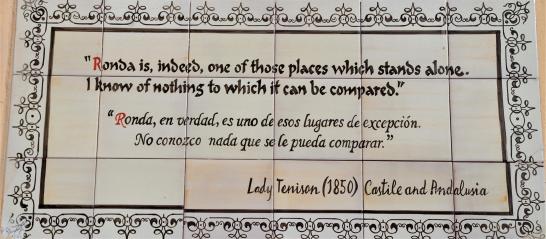 "Ronda is, indeed, one of those places which stands alone.
I know of nothing to which it can be compared."
"Ronda, en verdad, es uno de esos lugares de excepción.
No conozco nada que se le pueda comparar."
Lady Tenison (1850) Castile and Andalusia